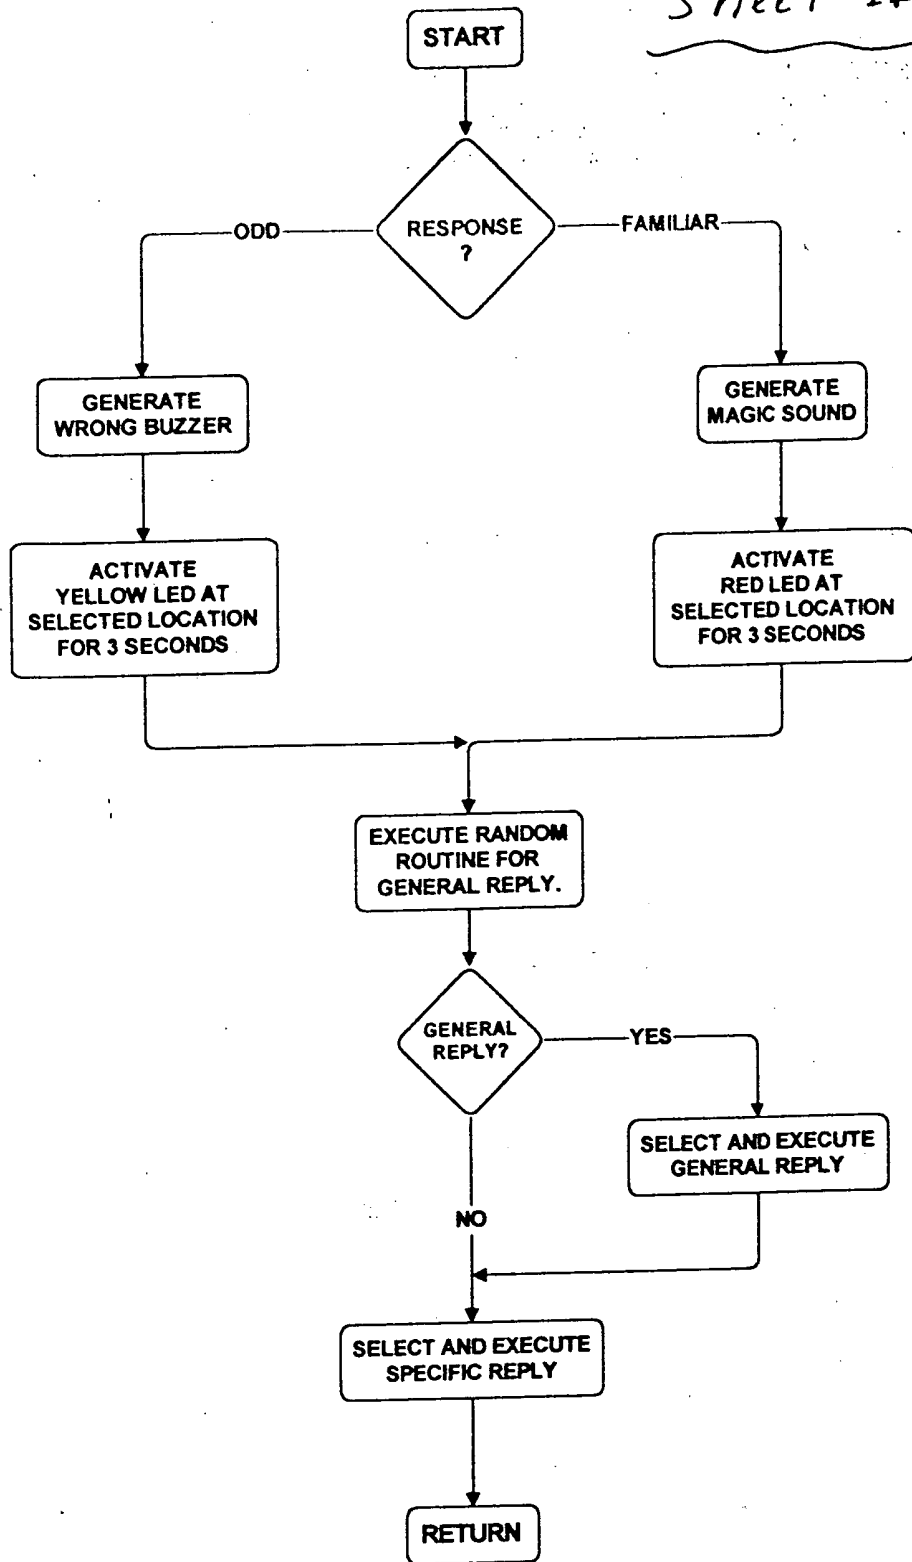 Sheet
START
RESPONSE
?
ODD
FAMILIAR
GENERATE
WRONG BUZZER
GENERATE
MAGIC SOUND
ACTIVATE
YELLOW LED AT
SELECTED LOCATION
FOR 3 SECONDS
ACTIVATE
RED LED AT
SELECTED LOCATION
FOR 3 SECONDS
EXECUTE RANDOM
ROUTINE FOR
GENERAL REPLY.
GENERAL
REPLY?
YES
SELECT AND EXECUTE
GENERAL REPLY
NO
SELECT AND EXECUTE
SPECIFIC REPLY
RETURN